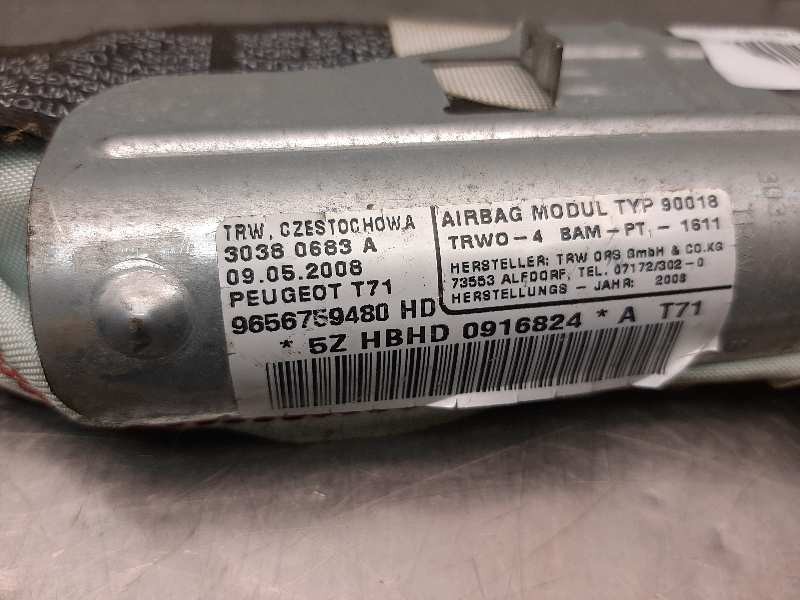 TRW, CZESTOCHOWA
3038 0683 A
09.05.2008
PEUGEOT T71
9656759480 HD
* 5Z HBHD 0916824 * A T71
AIRBAG MODUL TYP 90018
TRWO-4 BAM-PT - 1611
HERSTELLER: TRW ORS GmbH & CO.KG
73553 ALFDORF, TEL. 07172/302-0
HERSTELLUNGS - JAHR: 2008